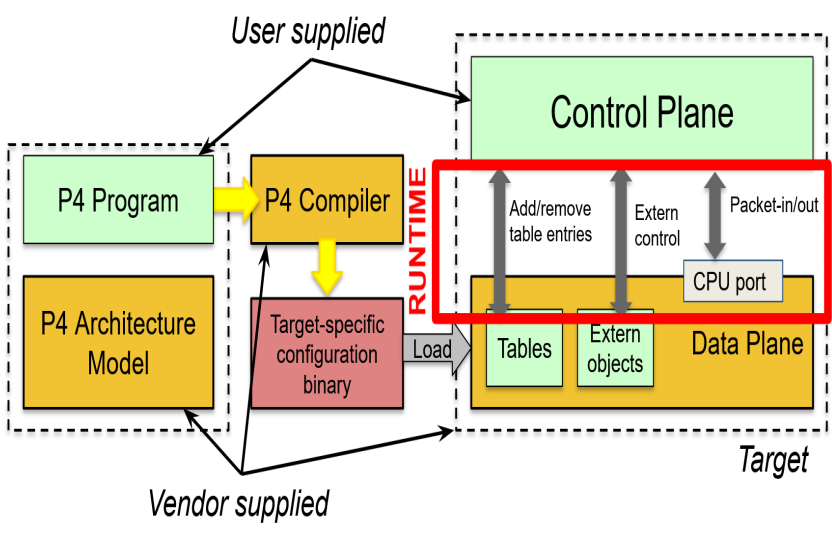 User supplied
Control Plane
P4 Program
P4 Compiler
RUNTIME
Add/remove
table entries
Extern
control
Packet-in/out
CPU port
P4 Architecture
Model
Target-specific
configuration
binary
Load
Tables
Extern
objects
Data Plane
Target
Vendor supplied